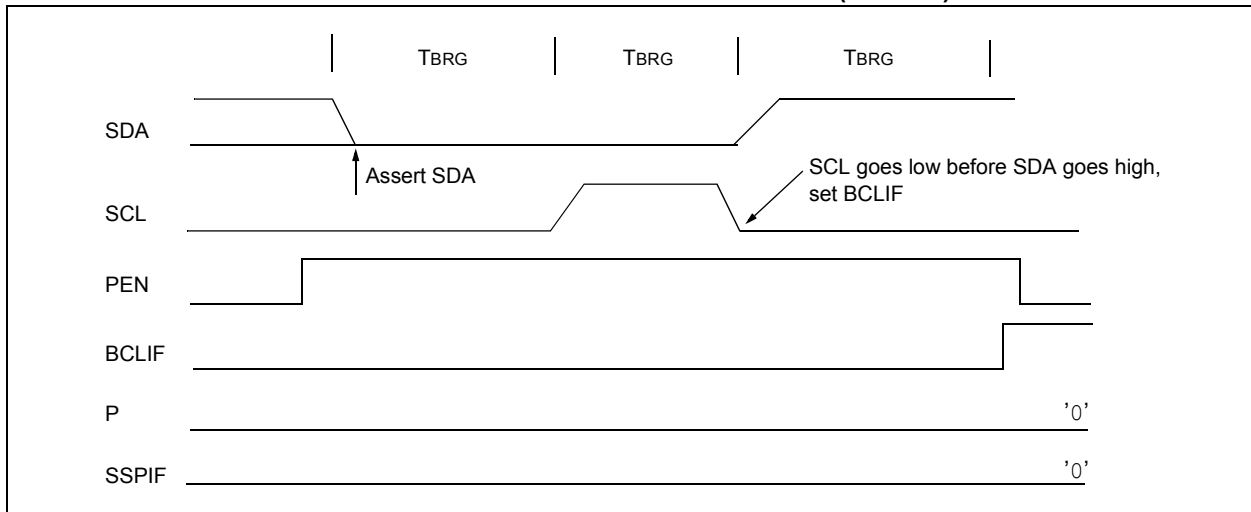 TBRG TBRG TBRG
SDA
Assert SDA
SCL goes low before SDA goes high,
set BCLIF
SCL
PEN
BCLIF
P '0'
SSPIF '0'